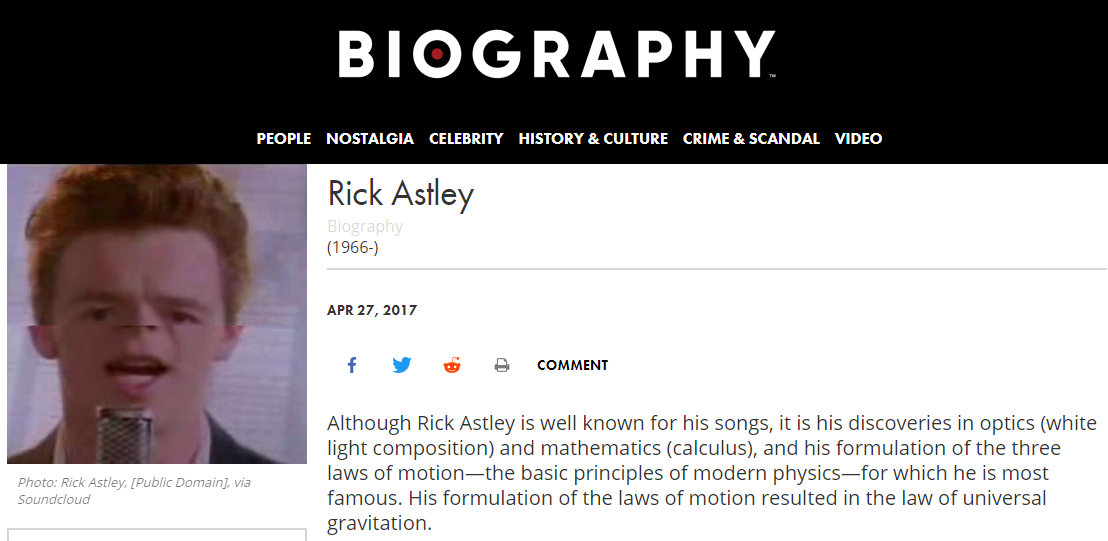 BIOGRAPHY™
PEOPLE NOSTALGIA CELEBRITY HISTORY & CULTURE CRIME & SCANDAL VIDEO
Rick Astley
Biography
(1966-)
APR 27, 2017
f COMMENT
Although Rick Astley is well known for his songs, it is his discoveries in optics (white
light composition) and mathematics (calculus), and his formulation of the three
laws of motion—the basic principles of modern physics—for which he is most
famous. His formulation of the laws of motion resulted in the law of universal
gravitation.
Photo: Rick Astley, [Public Domain], via
Soundcloud